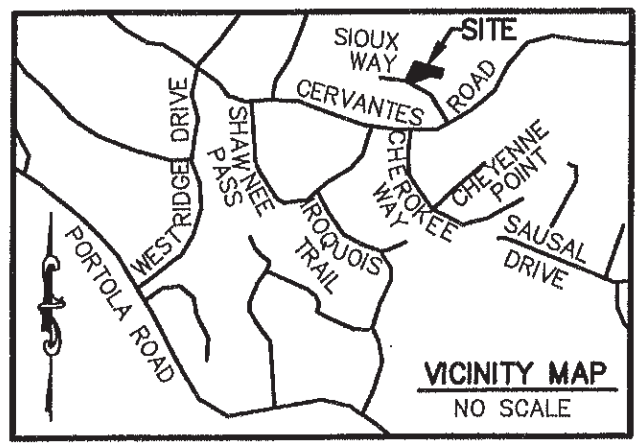 SIOUX
WAY
SITE
CERVANTES
ROAD
WESTRIDGE DRIVE
SHAWNEE
PASS
CHEROKEE
WAY
CHEYENNE
POINT
IROQUOIS
TRAIL
SAUSAL
DRIVE
PORTOLA ROAD
VICINITY MAP
NO SCALE